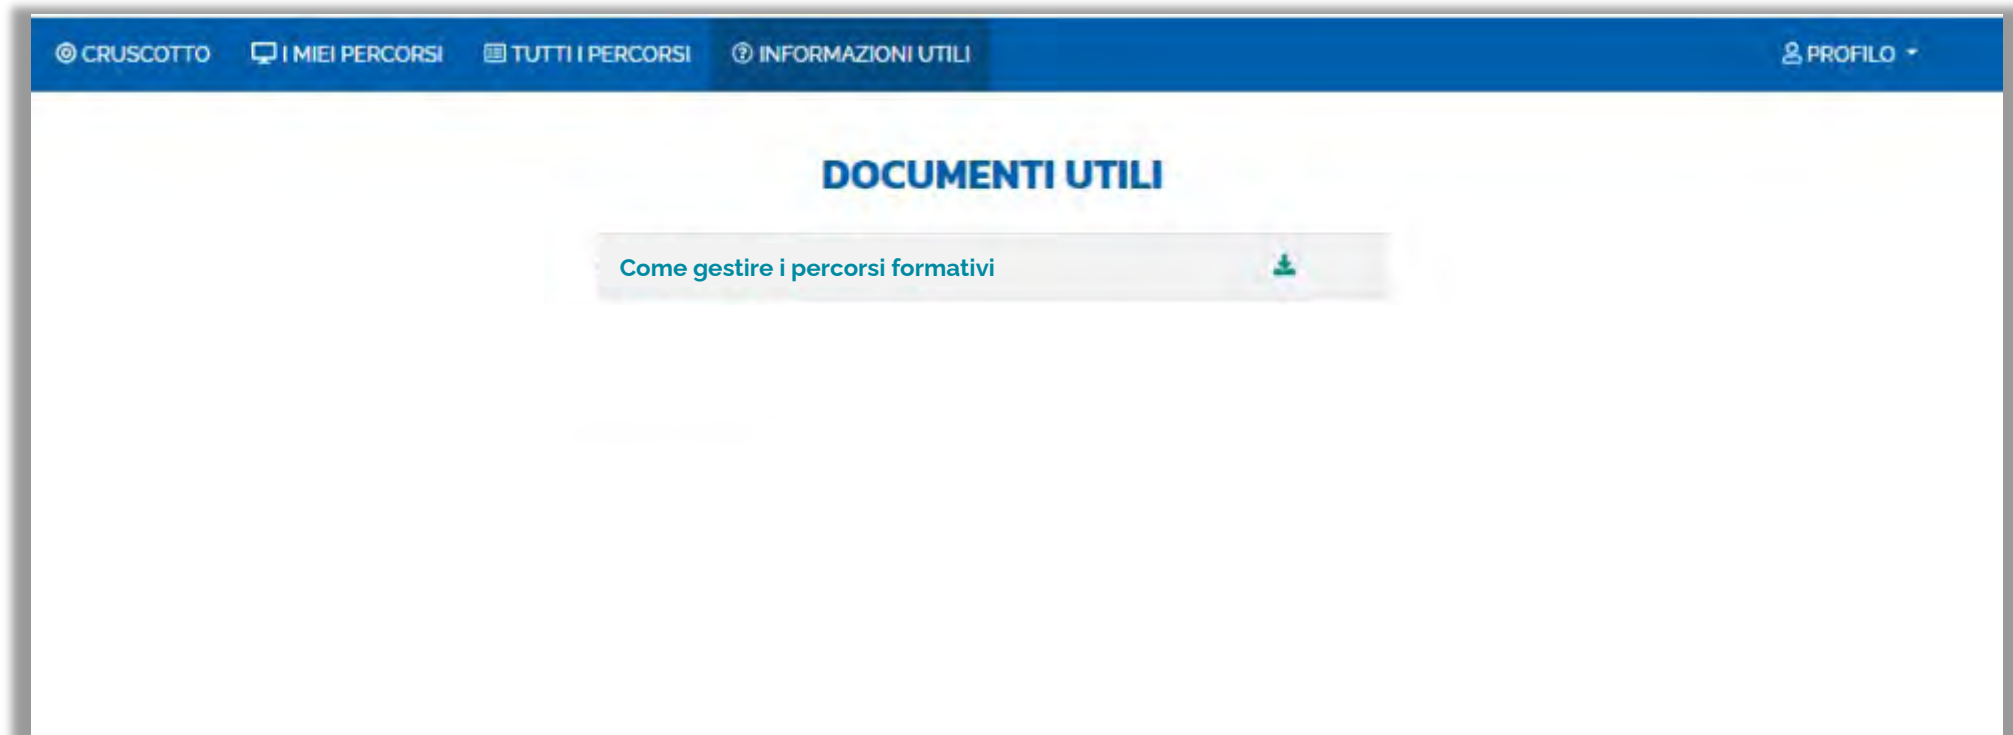 CRUSCOTTO I MIEI PERCORSI TUTTI I PERCORSI INFORMAZIONI UTILI PROFILO
DOCUMENTI UTILI
Come gestire i percorsi formativi